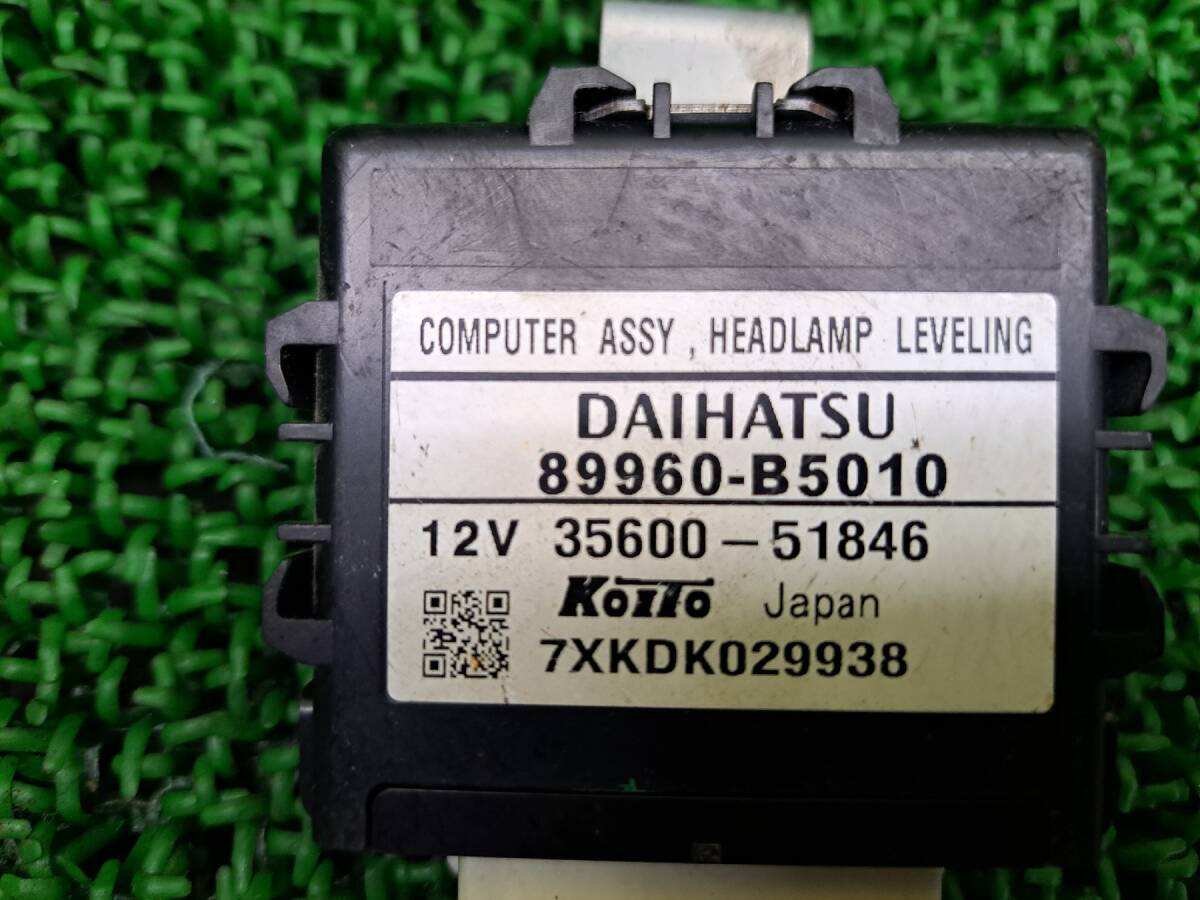 COMPUTER ASSY , HEADLAMP LEVELING
DAIHATSU
89960-B5010
12V 35600-51846
KOITO Japan
7XKDK029938